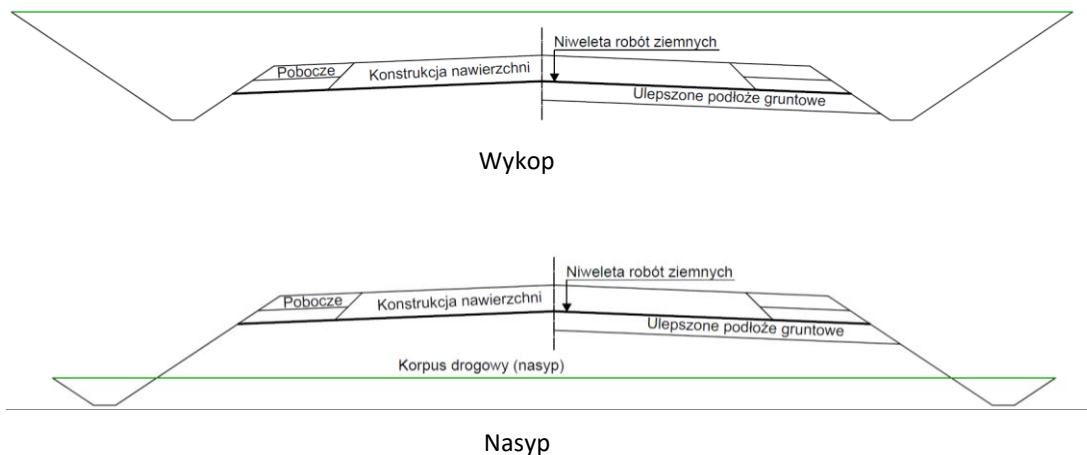 Niweleta robót ziemnych
Pobocze
Konstrukcja nawierzchni
Ulepszone podłoże gruntowe
Wykop
Niweleta robót ziemnych
Pobocze
Konstrukcja nawierzchni
Ulepszone podłoże gruntowe
Korpus drogowy (nasyp)
Nasyp